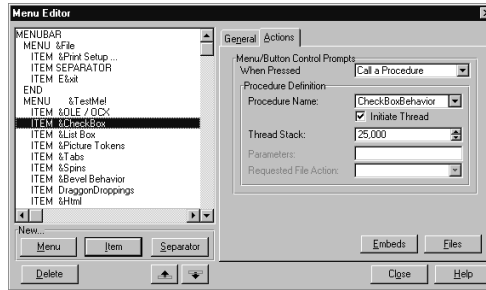 Menu Editor
MENUBAR
MENU &File
ITEM &Print Setup ...
ITEM SEPARATOR
ITEM E&xit
END
MENU &TestMe!
ITEM &OLE / OCX
ITEM &CheckBox
ITEM &List Box
ITEM &Picture Tokens
ITEM &Tabs
ITEM &Spins
ITEM &Bevel Behavior
ITEM DraggonDroppings
ITEM &Html
New...
Menu Item Separator
Delete
General Actions
Menu/Button Control Prompts
When Pressed Call a Procedure
Procedure Definition
Procedure Name: CheckBoxBehavior
Initiate Thread
Thread Stack: 25,000
Parameters:
Requested File Action:
Embeds Files
Close Help